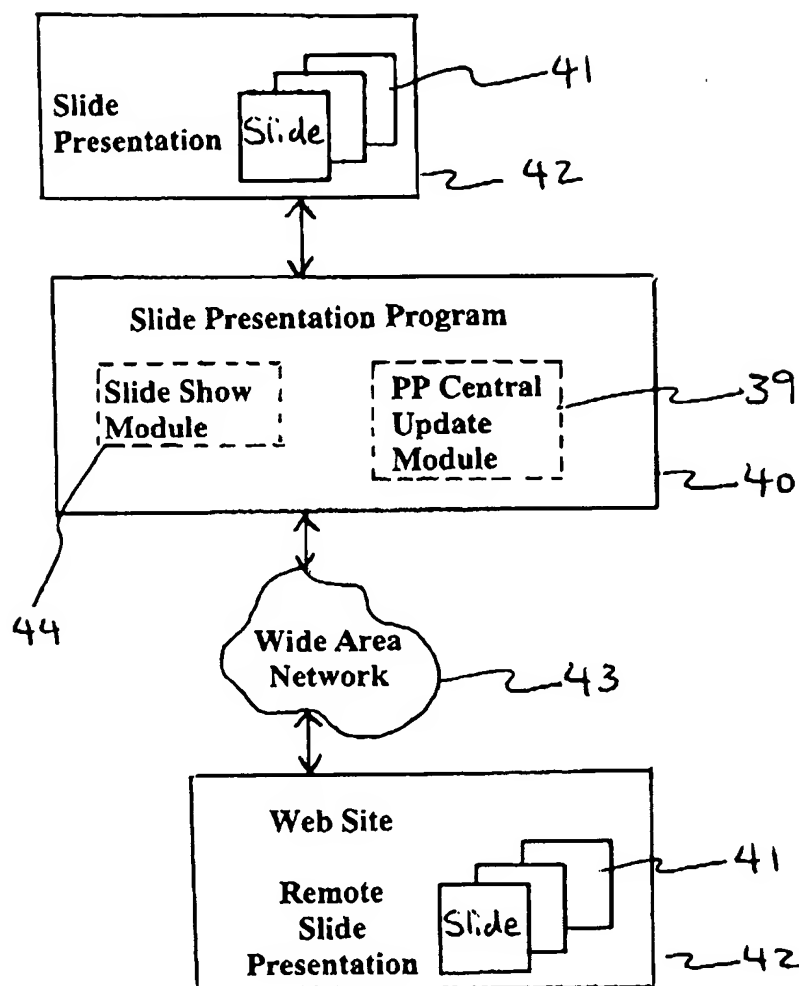 41
Slide
Presentation
Slide
42
Slide Presentation Program
Slide Show
Module
PP Central
Update
Module
39
40
44
Wide Area
Network
43
Web Site
41
Remote
Slide
Presentation
Slide
42